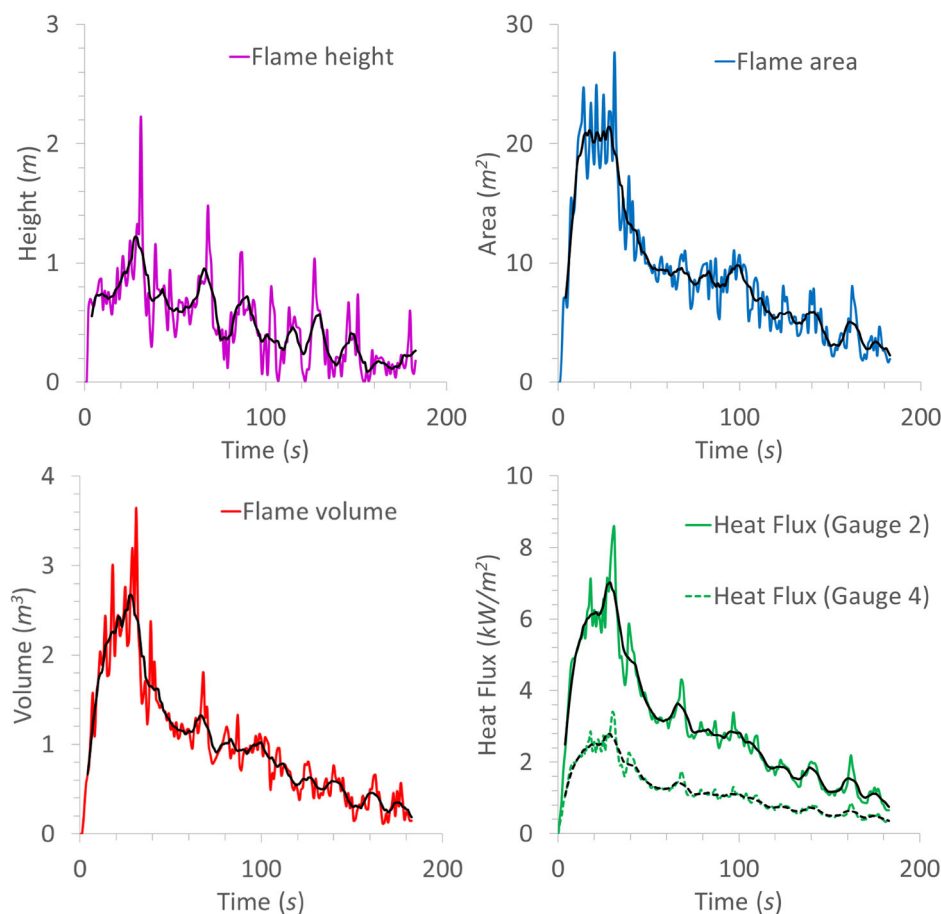 3
2
1
0
Height (m)
Flame height
0
100
200
Time (s)
30
20
10
0
Area (m²)
Flame area
0
100
200
Time (s)
4
3
2
1
0
Volume (m³)
Flame volume
0
100
200
Time (s)
10
8
6
4
2
0
Heat Flux (kW/m²)
Heat Flux (Gauge 2)
Heat Flux (Gauge 4)
0
100
200
Time (s)